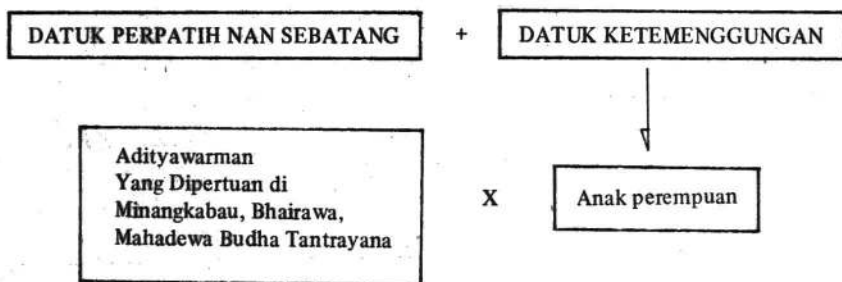 DATUK PERPATIH NAN SEBATANG + DATUK KETEMENGGUNGAN
Adityawarman
Yang Dipertuan di
Minangkabau, Bhairawa,
Mahadewa Budha Tantrayana
X
Anak perempuan